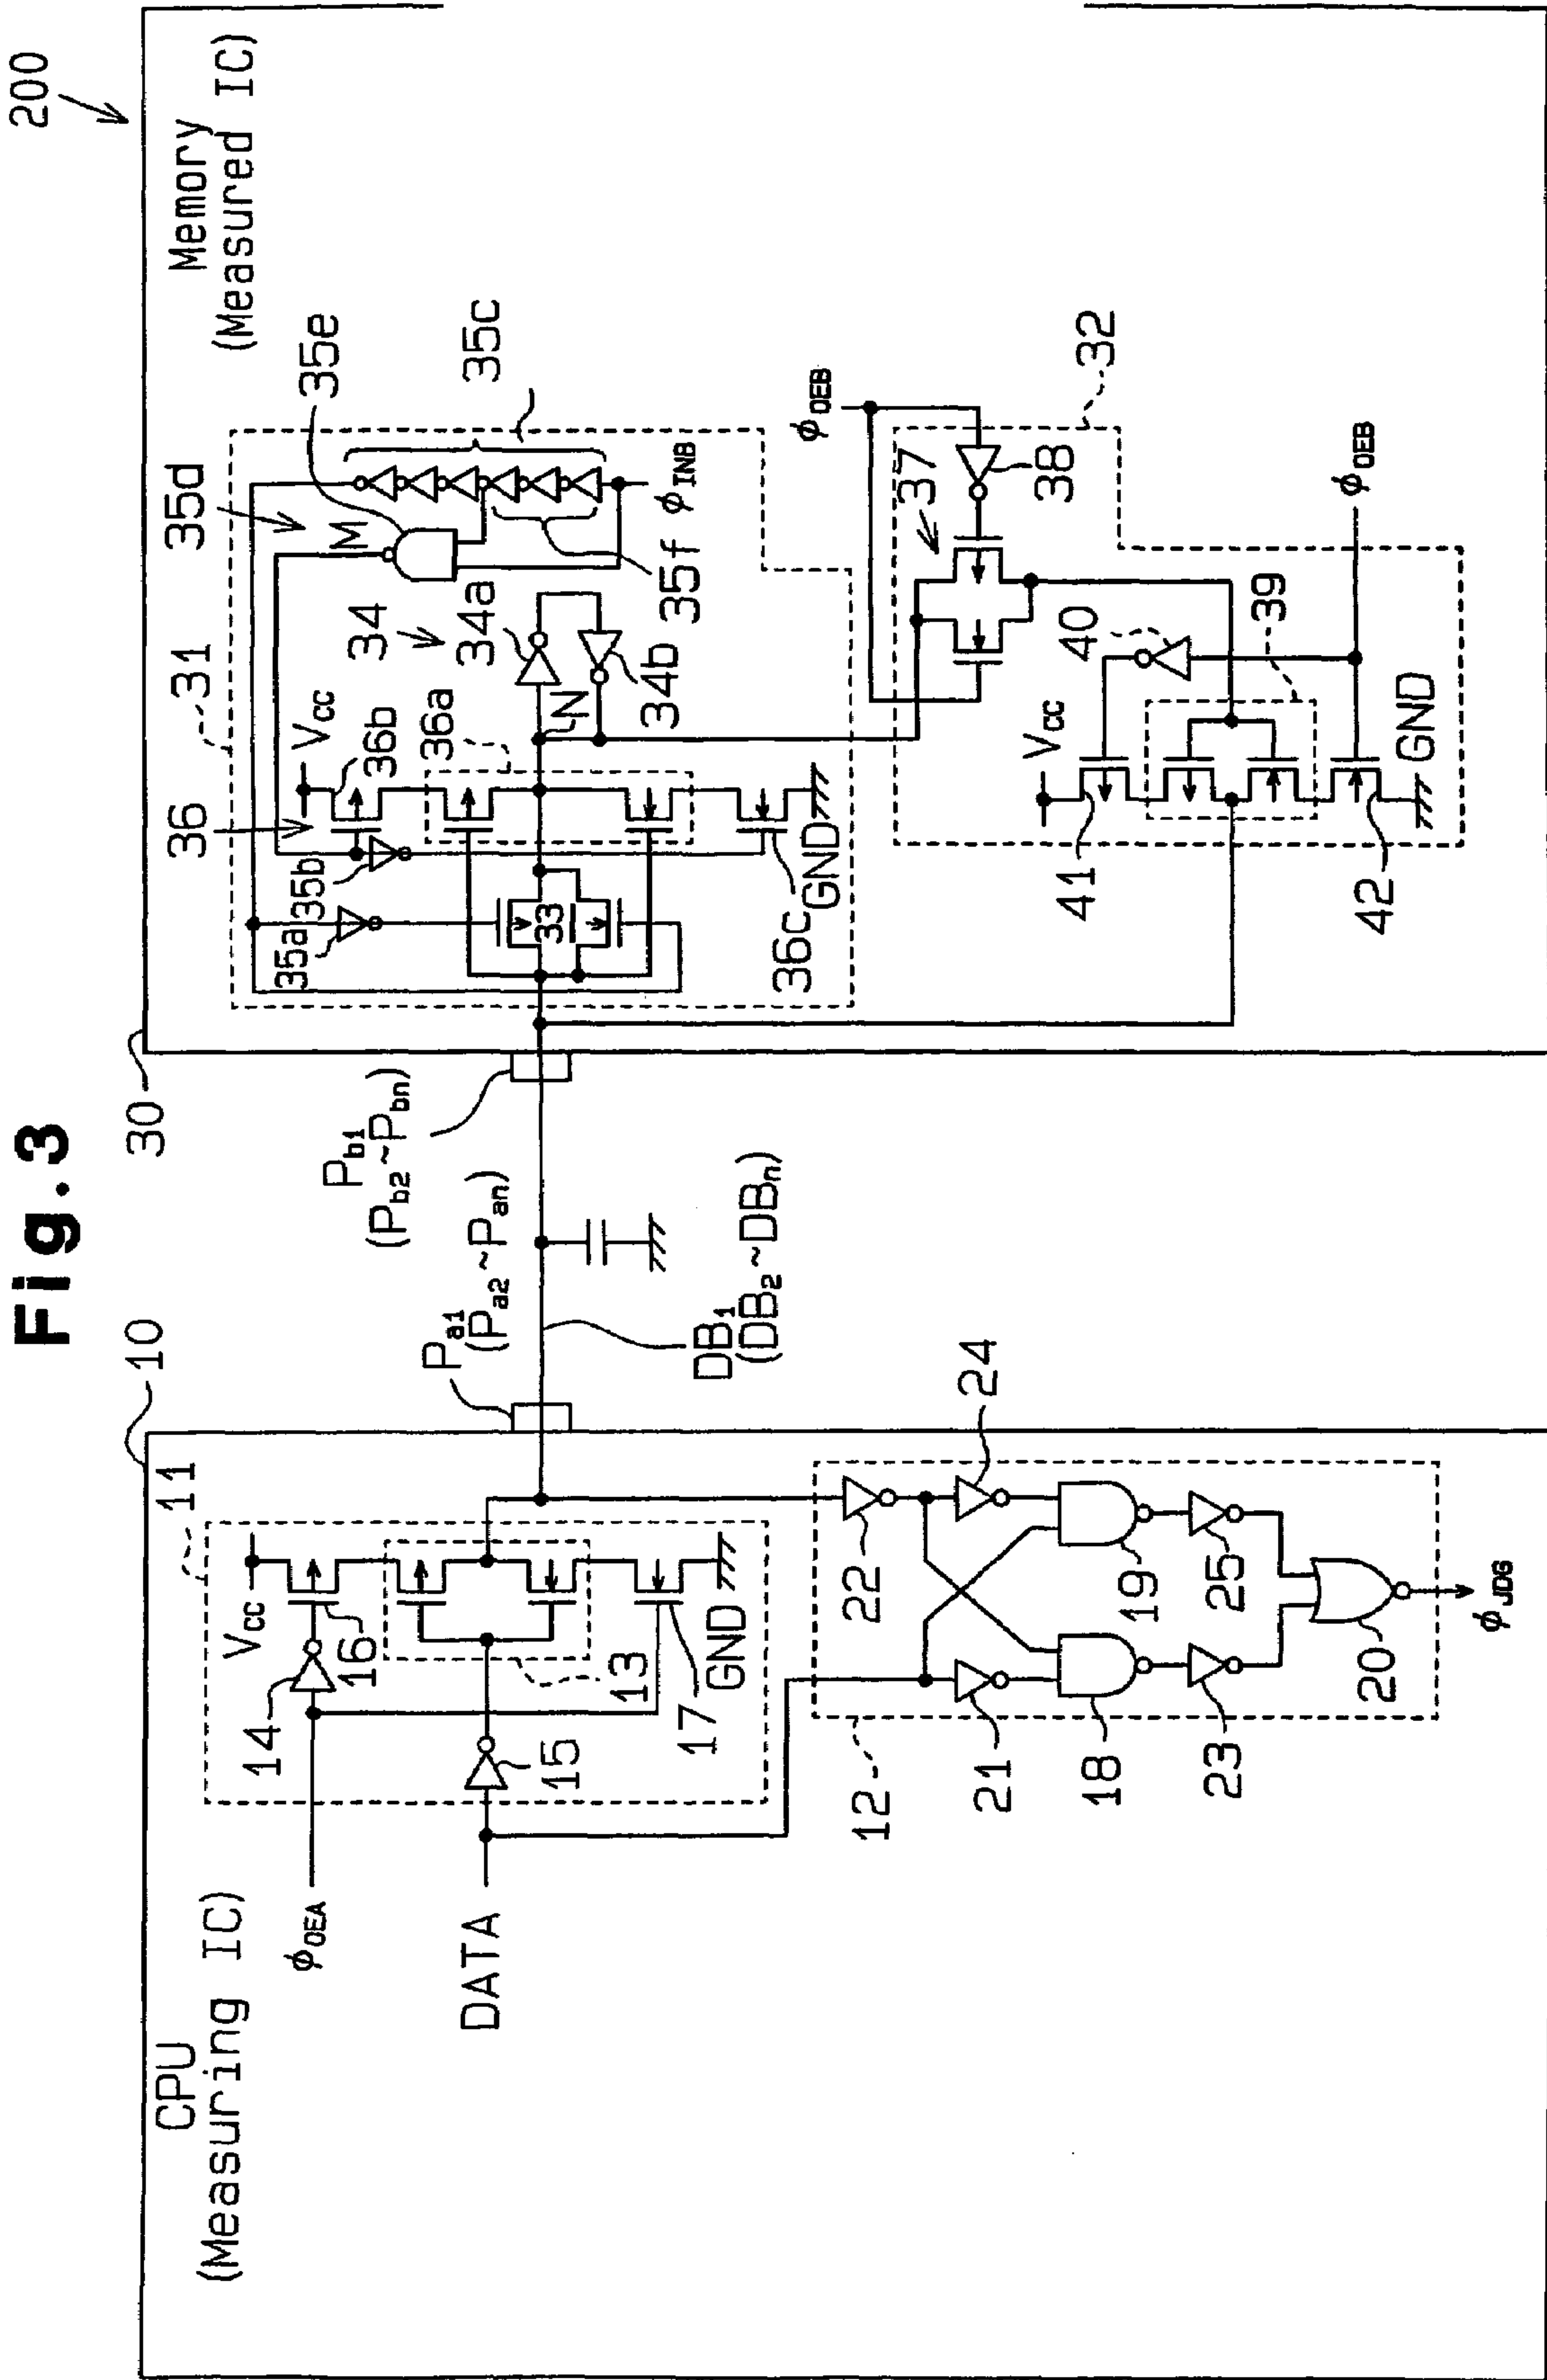 Fig.3
200
10
CPU
(Measuring IC)
11
VCC
14
16
φOEA
13
15
17
GND
DATA
12
22
24
21
18
19
23
25
20
φJDG
Pa1
(Pa2~Pan)
Pb1
(Pb2~Pbn)
DB1
(DB2~DBn)
30
Memory
(Measured IC)
31
35d
35e
35c
M
36
VCC
36b
35b
35a
36a
34
34a
34b
N
35f
φINB
33
36c
GND
φOEB
32
37
38
VCC
40
39
41
42
GND
φOEB